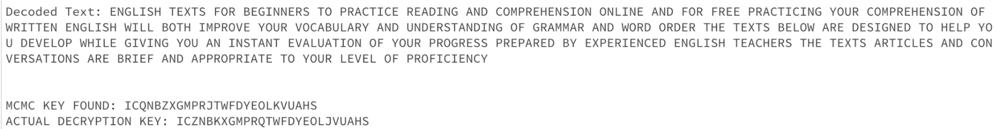 Decoded Text: ENGLISH TEXTS FOR BEGINNERS TO PRACTICE READING AND COMPREHENSION ONLINE AND FOR FREE PRACTICING YOUR COMPREHENSION OF
WRITTEN ENGLISH WILL BOTH IMPROVE YOUR VOCABULARY AND UNDERSTANDING OF GRAMMAR AND WORD ORDER THE TEXTS BELOW ARE DESIGNED TO HELP YO
U DEVELOP WHILE GIVING YOU AN INSTANT EVALUATION OF YOUR PROGRESS PREPARED BY EXPERIENCED ENGLISH TEACHERS THE TEXTS ARTICLES AND CON
VERSATIONS ARE BRIEF AND APPROPRIATE TO YOUR LEVEL OF PROFICIENCY
MCMC KEY FOUND: ICQNBZXGMPRJTWFDYEOLKVUAHS
ACTUAL DECRYPTION KEY: ICZNBKXGMPRQTWFDYEOLJVUAHS